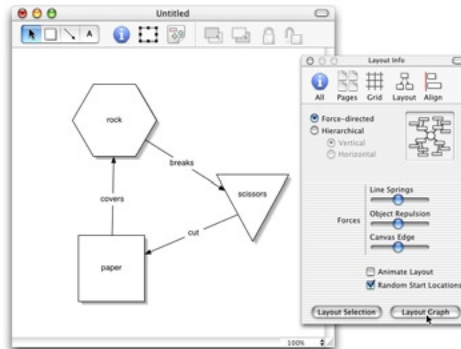 Untitled
A
rock
breaks
scissors
covers
cut
paper
100%
Layout Info
All Pages Grid Layout Align
Force-directed
Hierarchical
Vertical
Horizontal
Line Springs
Object Repulsion
Forces
Canvas Edge
Animate Layout
Random Start Locations
Layout Selection Layout Graph